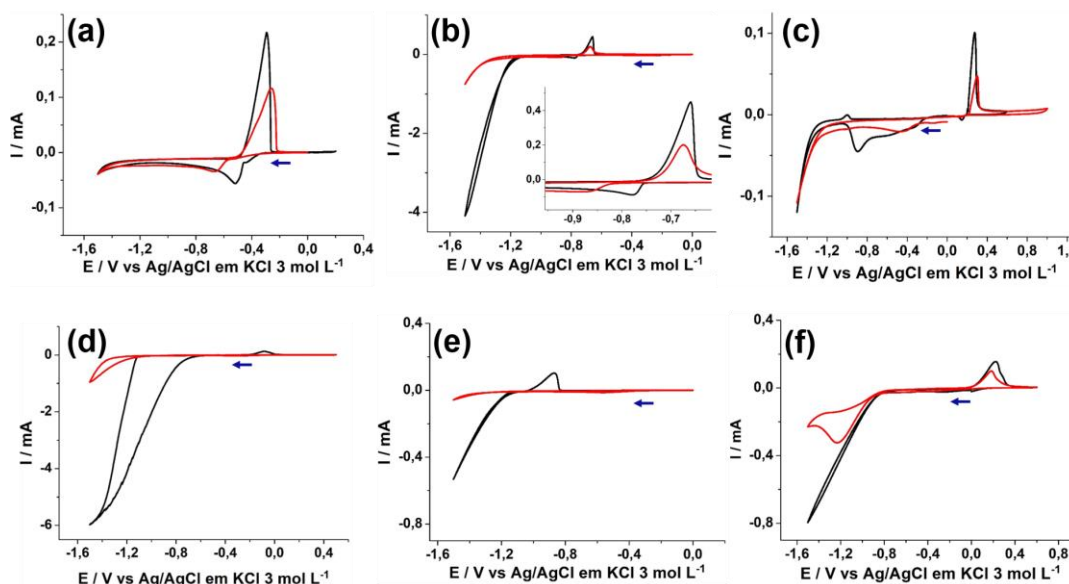 (a)
0,2
0,1
0,0
-0,1
I / mA
-1,6 -1,2 -0,8 -0,4 0,0 0,4
E / V vs Ag/AgCl em KCl 3 mol L⁻¹
(b)
0
-2
-4
I / mA
0,4
0,2
0,0
-0,9 -0,8 -0,7
-1,5 -1,2 -0,9 -0,6 -0,3 0,0
E / V vs Ag/AgCl em KCl 3 mol L⁻¹
(c)
0,1
0,0
-0,1
I / mA
-1,6 -1,2 -0,8 -0,4 0,0 0,4 0,8
E / V vs Ag/AgCl em KCl 3 mol L⁻¹
(d)
0
-2
-4
-6
I / mA
-1,6 -1,2 -0,8 -0,4 0,0 0,4
E / V vs Ag/AgCl em KCl 3 mol L⁻¹
(e)
0,4
0,0
-0,4
-0,8
I / mA
-1,6 -1,2 -0,8 -0,4 0,0
E / V vs Ag/AgCl em KCl 3 mol L⁻¹
(f)
0,4
0,0
-0,4
-0,8
I / mA
-1,6 -1,2 -0,8 -0,4 0,0 0,4 0,8
E / V vs Ag/AgCl em KCl 3 mol L⁻¹